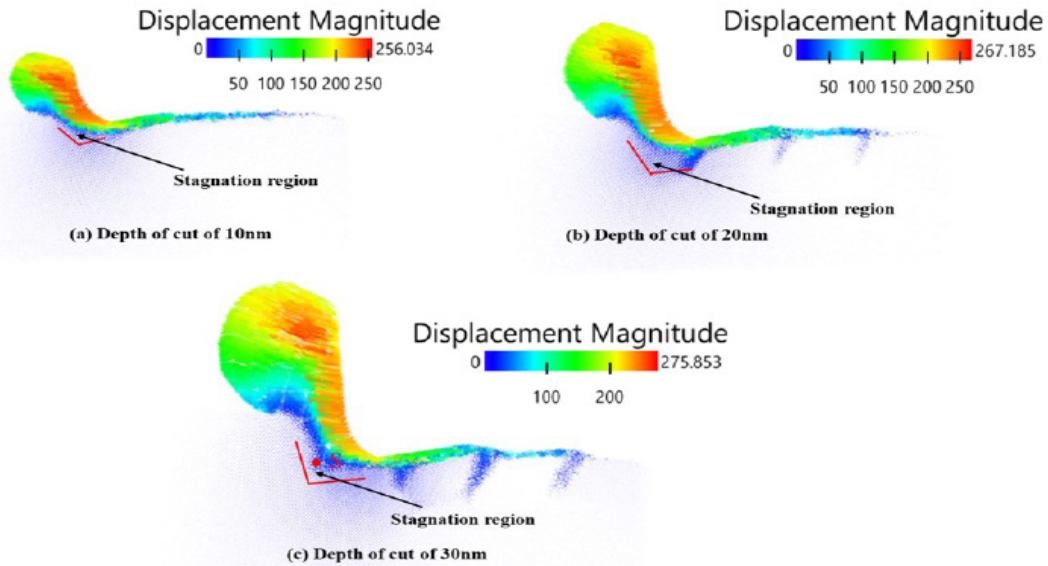 Displacement Magnitude
0 256.034
50 100 150 200 250
Stagnation region
(a) Depth of cut of 10nm
Displacement Magnitude
0 267.185
50 100 150 200 250
Stagnation region
(b) Depth of cut of 20nm
Displacement Magnitude
0 275.853
100 200
S
Stagnation region
(c) Depth of cut of 30nm